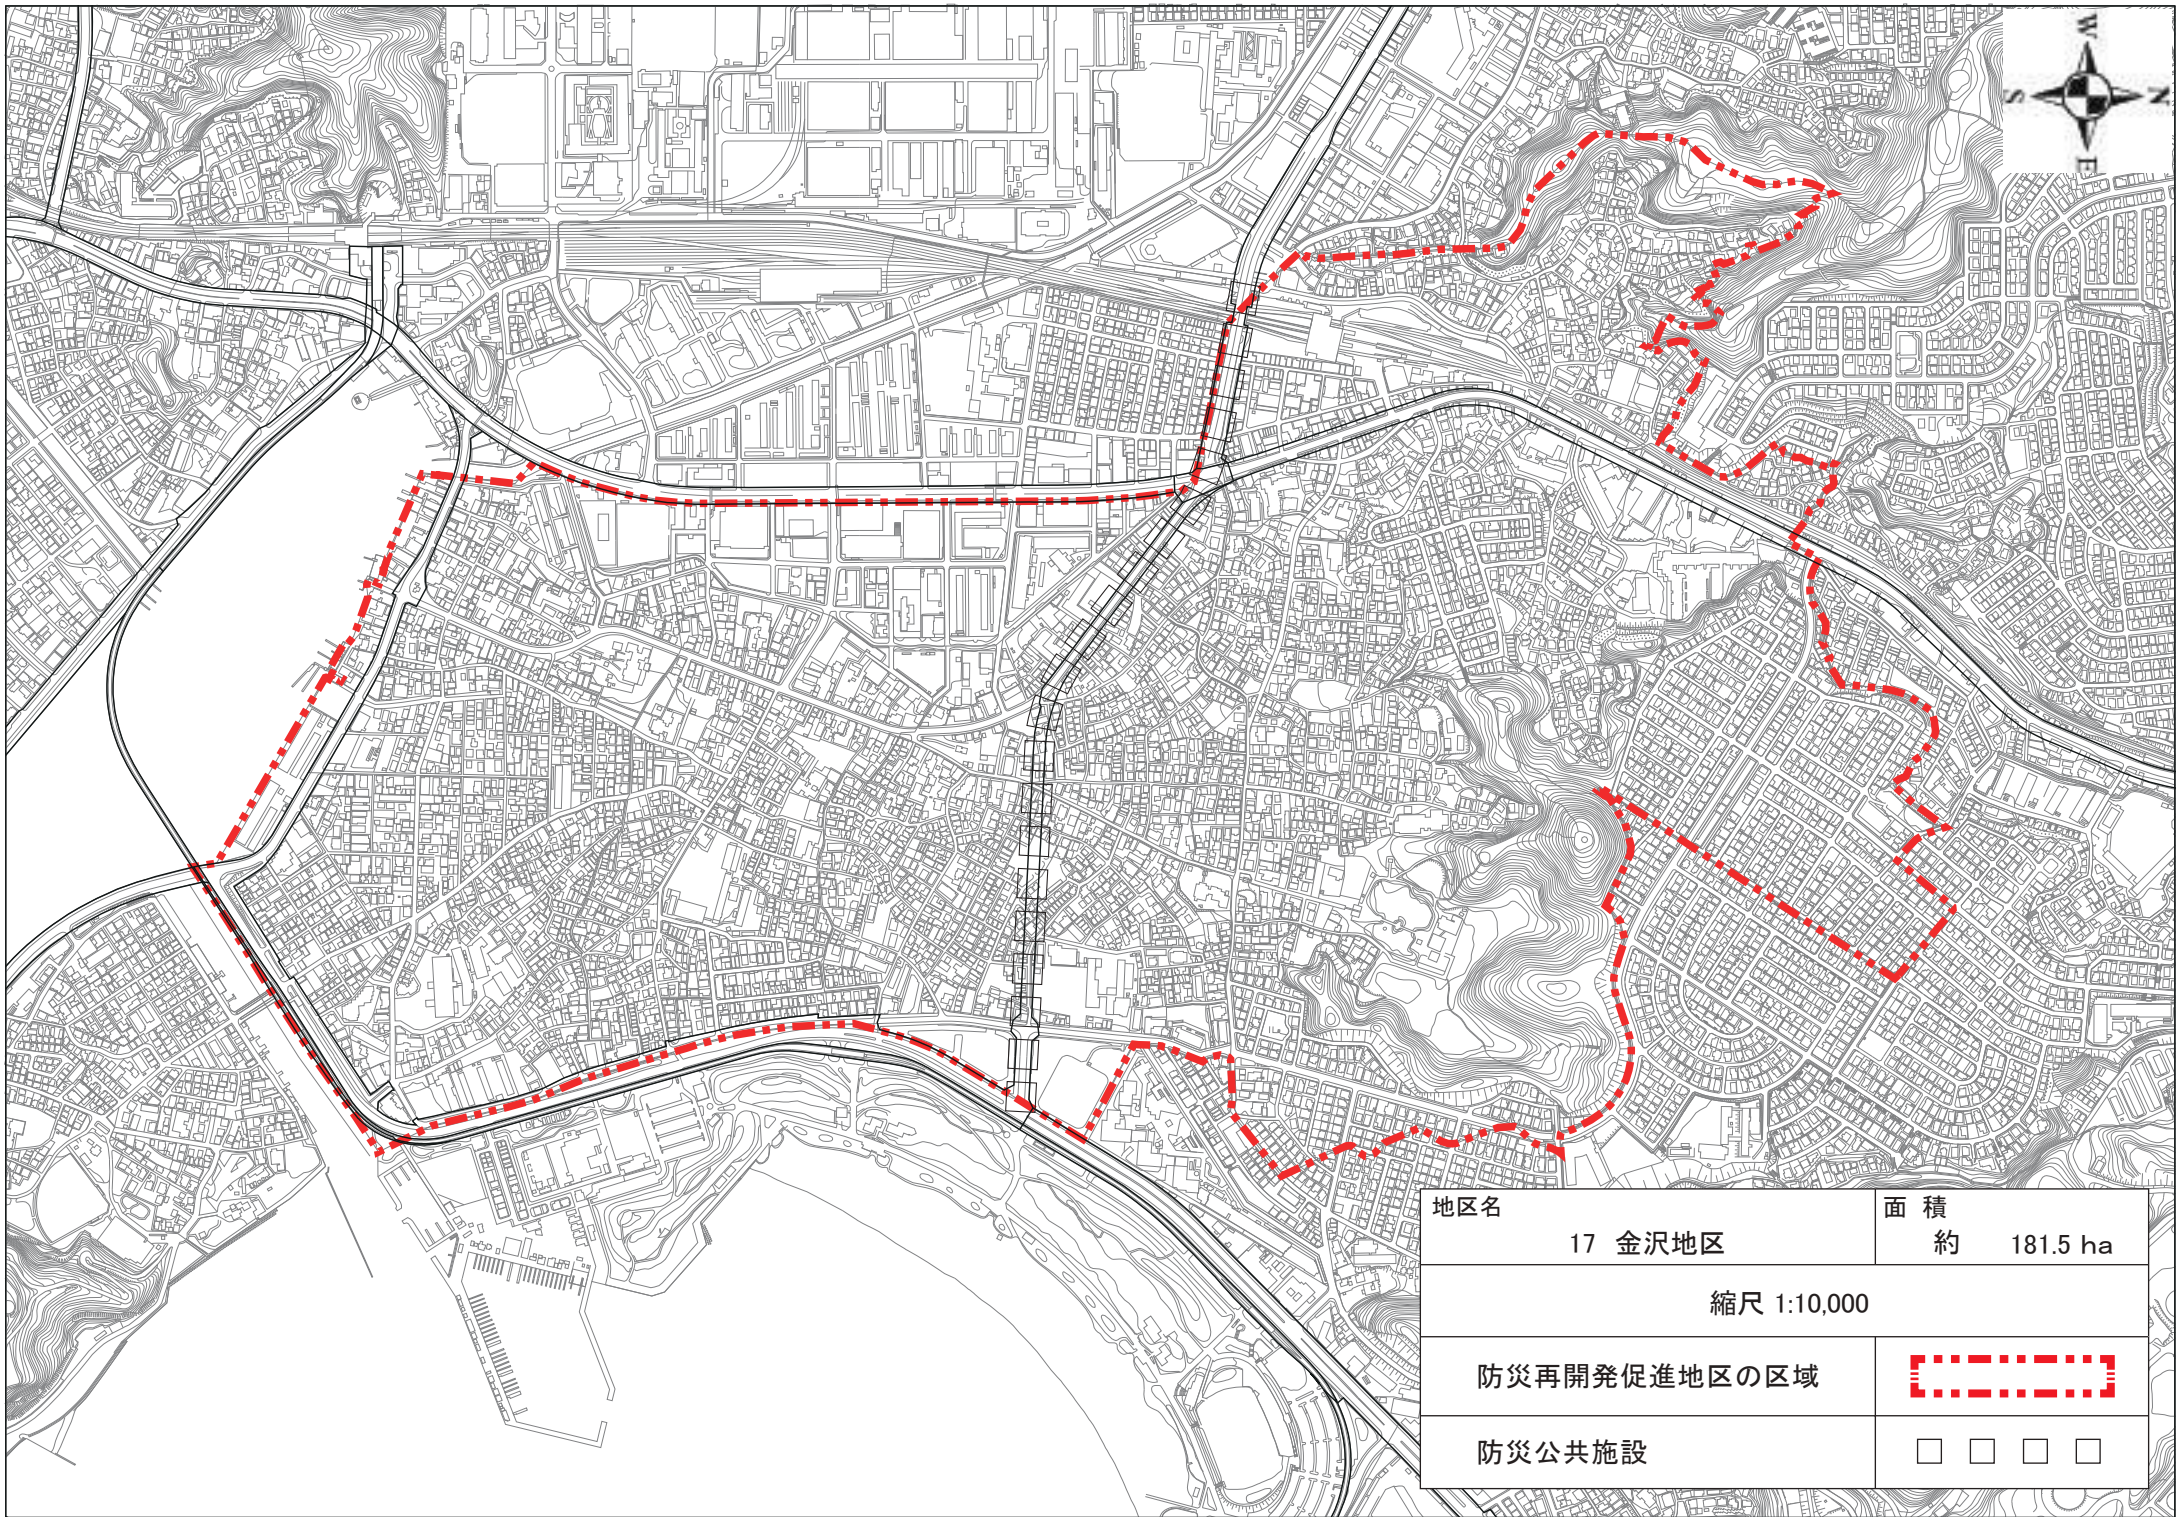 W
S N
E
地区名 面 積
17 金沢地区 約 181.5 ha
縮尺 1:10,000
防災再開発促進地区の区域
防災公共施設